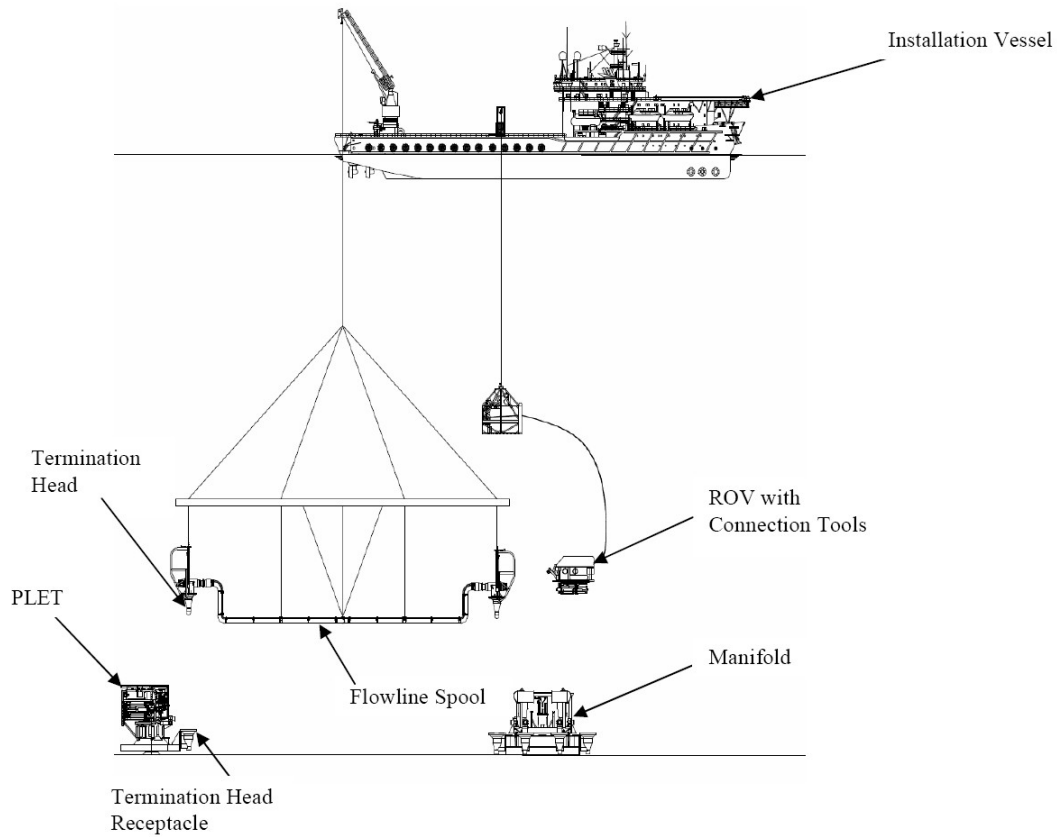 Installation Vessel
Termination
Head
ROV with
Connection Tools
PLET
Manifold
Flowline Spool
Termination Head
Receptacle